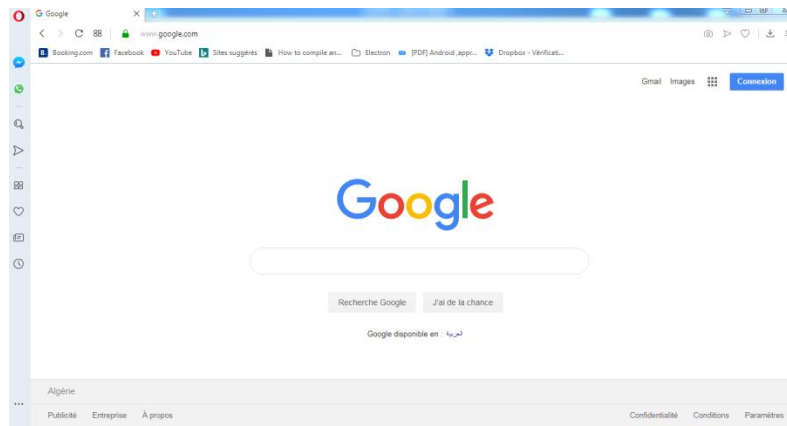 Google
www.google.com
Booking.com Facebook YouTube Sites suggérés How to compile an... Electron [PDF] Android ,appr... Dropbox - Vérificati...
Gmail Images Connexion
Google
Recherche Google J'ai de la chance
Google disponible en : العربية
Algérie
Publicité Entreprise À propos Confidentialité Conditions Paramètres